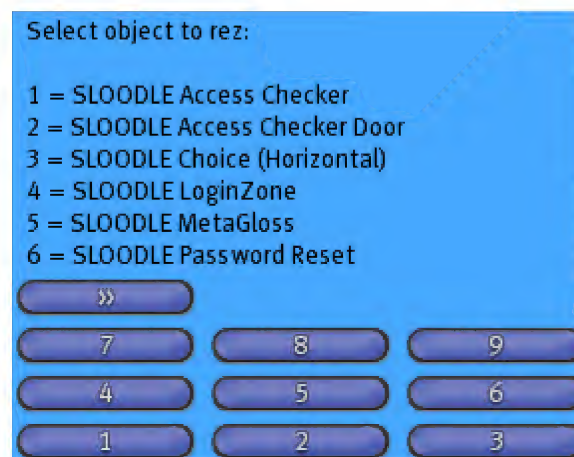 Select object to rez:
1 = SLOODLE Access Checker
2 = SLOODLE Access Checker Door
3 = SLOODLE Choice (Horizontal)
4 = SLOODLE LoginZone
5 = SLOODLE MetaGloss
6 = SLOODLE Password Reset
»
7 8 9
4 5 6
1 2 3